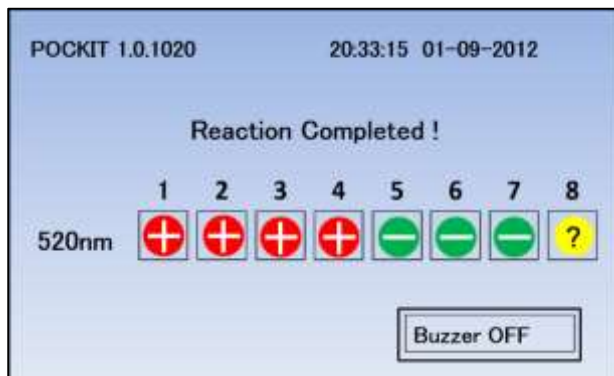 POCKIT 1.0.1020 20:33:15 01-09-2012
Reaction Completed !
1 2 3 4 5 6 7 8
520nm + + + + − − − ?
Buzzer OFF